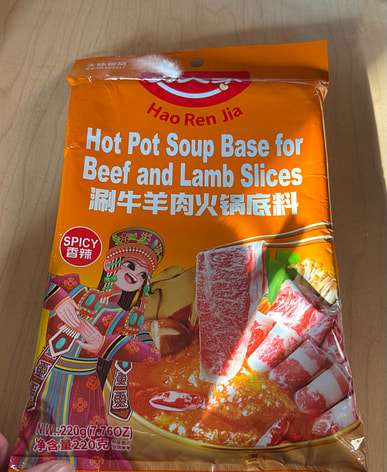 Hao Ren Jia
Hot Pot Soup Base for
Beef and Lamb Slices
涮牛羊肉火锅底料
SPICY
香辣
N.W.:220g(7.76OZ)
净含量:220克